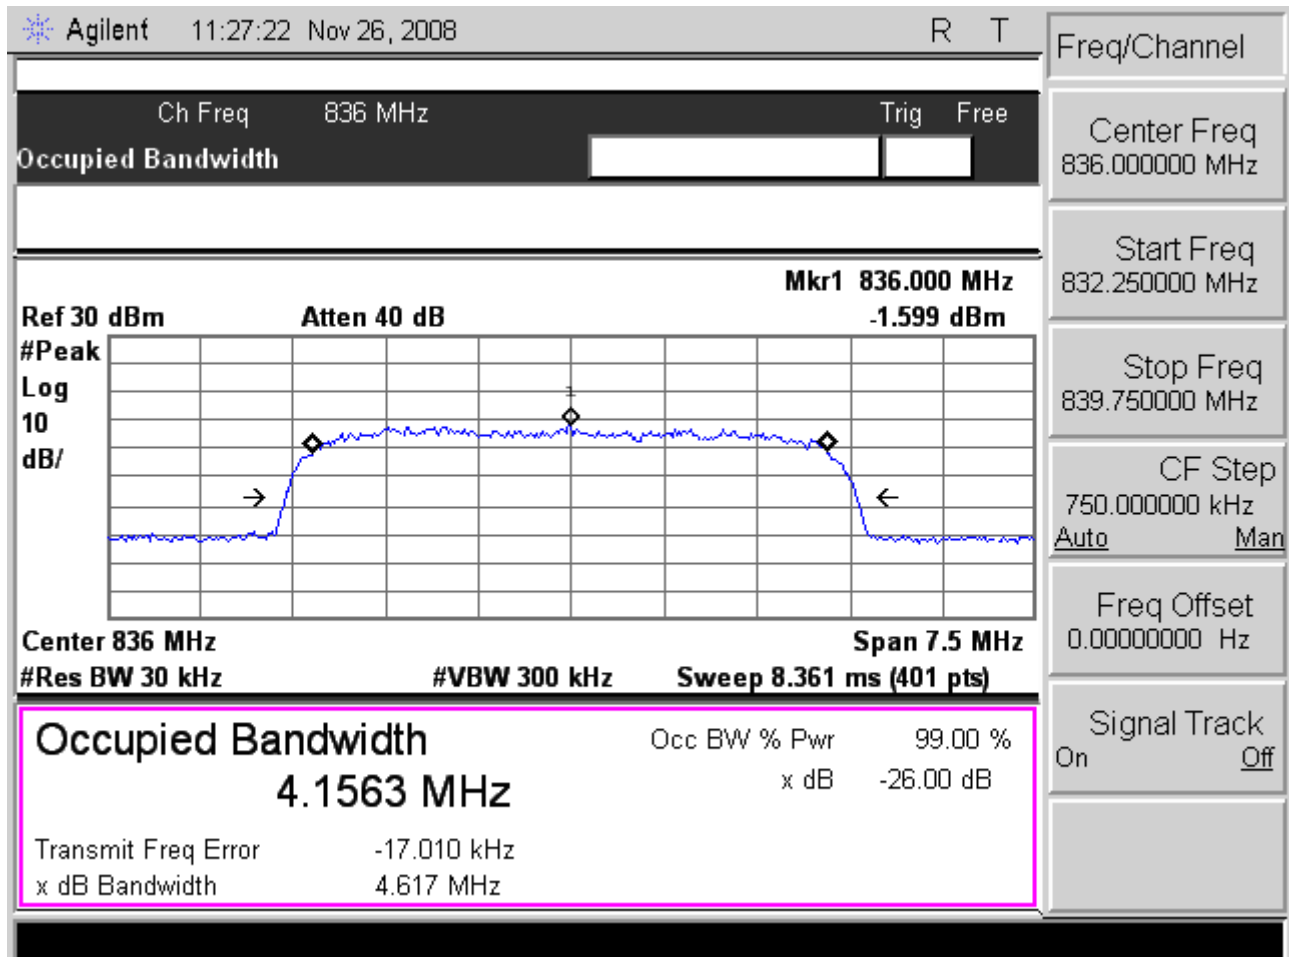 Agilent 11:27:22 Nov 26, 2008 R T
Freq/Channel
Ch Freq 836 MHz Trig Free
Occupied Bandwidth
Center Freq
836.000000 MHz
Start Freq
832.250000 MHz
Stop Freq
839.750000 MHz
CF Step
750.000000 kHz
Auto Man
Freq Offset
0.00000000 Hz
Signal Track
On Off
Mkr1 836.000 MHz
Ref 30 dBm Atten 40 dB -1.599 dBm
#Peak
Log
10
dB/
1
Center 836 MHz Span 7.5 MHz
#Res BW 30 kHz #VBW 300 kHz Sweep 8.361 ms (401 pts)
Occupied Bandwidth
4.1563 MHz
Occ BW % Pwr 99.00 %
x dB -26.00 dB
Transmit Freq Error -17.010 kHz
x dB Bandwidth 4.617 MHz